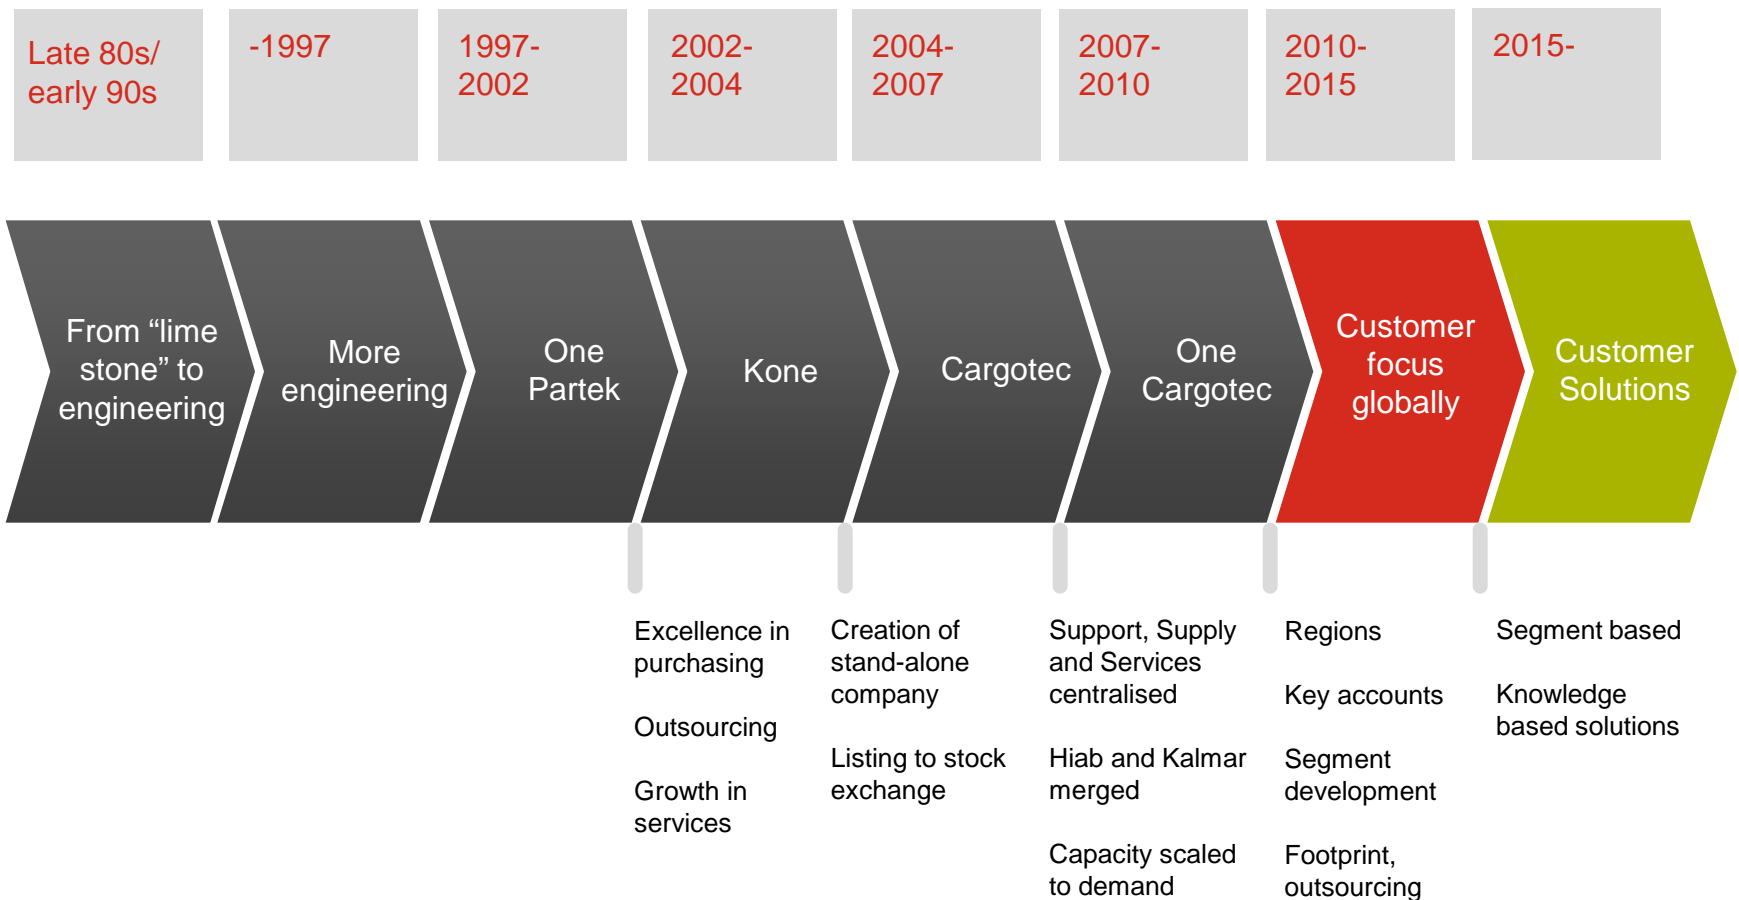 Late 80s/
early 90s
-1997
1997-
2002
2002-
2004
2004-
2007
2007-
2010
2010-
2015
2015-
From “lime
stone” to
engineering
More
engineering
One
Partek
Kone
Cargotec
One
Cargotec
Customer
focus
globally
Customer
Solutions
Excellence in
purchasing
Outsourcing
Growth in
services
Creation of
stand-alone
company
Listing to stock
exchange
Support, Supply
and Services
centralised
Hiab and Kalmar
merged
Capacity scaled
to demand
Regions
Key accounts
Segment
development
Footprint,
outsourcing
Segment based
Knowledge
based solutions